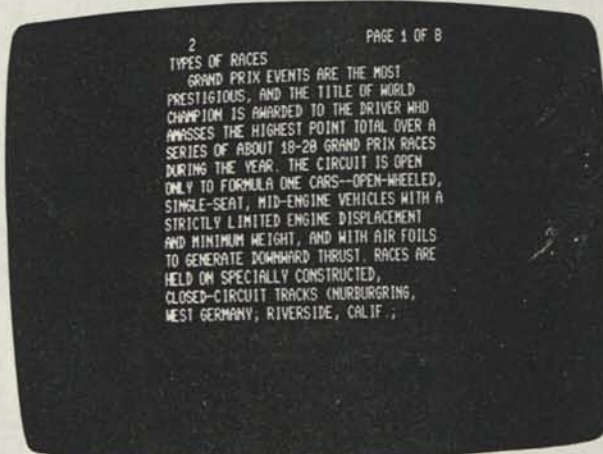 2 PAGE 1 OF 8
TYPES OF RACES
GRAND PRIX EVENTS ARE THE MOST
PRESTIGIOUS, AND THE TITLE OF WORLD
CHAMPION IS AWARDED TO THE DRIVER WHO
AMASSES THE HIGHEST POINT TOTAL OVER A
SERIES OF ABOUT 18-20 GRAND PRIX RACES
DURING THE YEAR. THE CIRCUIT IS OPEN
ONLY TO FORMULA ONE CARS--OPEN-WHEELED,
SINGLE-SEAT, MID-ENGINE VEHICLES WITH A
STRICTLY LIMITED ENGINE DISPLACEMENT
AND MINIMUM WEIGHT, AND WITH AIR FOILS
TO GENERATE DOWNWARD THRUST. RACES ARE
HELD ON SPECIALLY CONSTRUCTED,
CLOSED-CIRCUIT TRACKS (NURBURGRING,
WEST GERMANY; RIVERSIDE, CALIF.;